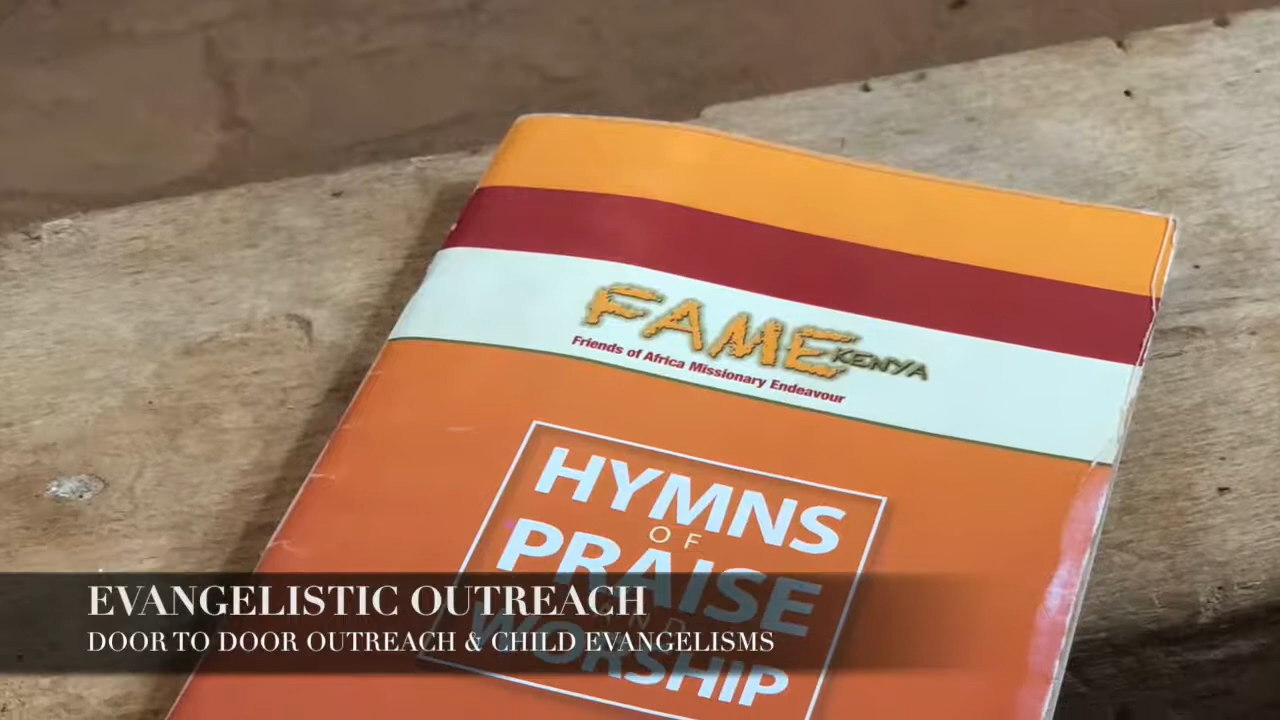 FAME KENYA
Friends of Africa Missionary Endeavour
HYMNS
OF
PRAISE
AND
WORSHIP
EVANGELISTIC OUTREACH
DOOR TO DOOR OUTREACH & CHILD EVANGELISMS